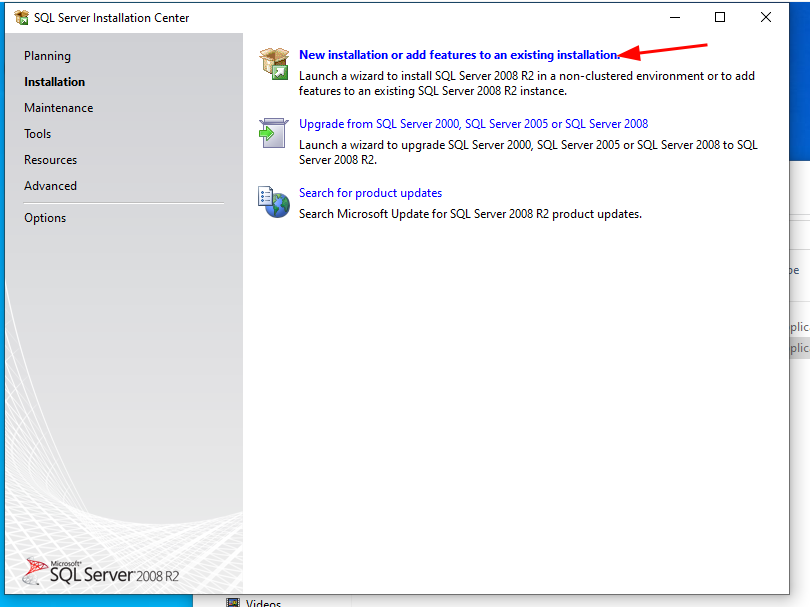 SQL Server Installation Center
Planning
Installation
Maintenance
Tools
Resources
Advanced
Options
New installation or add features to an existing installation.
Launch a wizard to install SQL Server 2008 R2 in a non-clustered environment or to add
features to an existing SQL Server 2008 R2 instance.
Upgrade from SQL Server 2000, SQL Server 2005 or SQL Server 2008
Launch a wizard to upgrade SQL Server 2000, SQL Server 2005 or SQL Server 2008 to SQL
Server 2008 R2.
Search for product updates
Search Microsoft Update for SQL Server 2008 R2 product updates.
Microsoft®
SQL Server 2008 R2
Videos